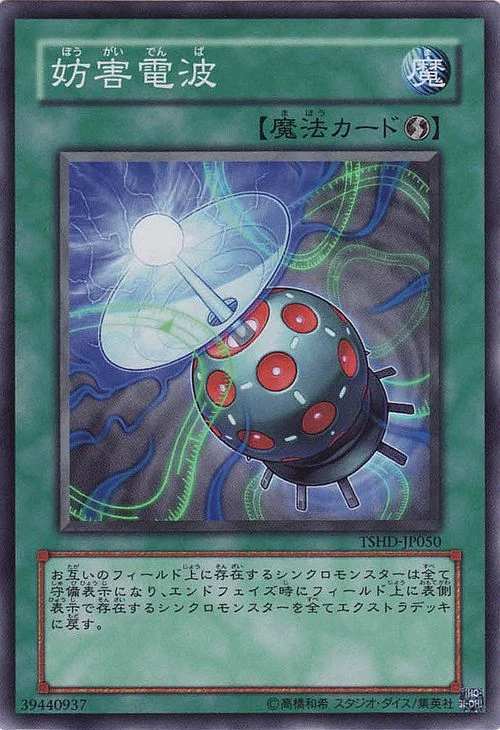 妨害電波
魔
【魔法カード】
TSHD-JP050
お互いのフィールド上に存在するシンクロモンスターは全て
守備表示になり、エンドフェイズ時にフィールド上に表側
表示で存在するシンクロモンスターを全てエクストラデッキ
に戻す。
39440937
©高橋和希 スタジオ・ダイス/集英社